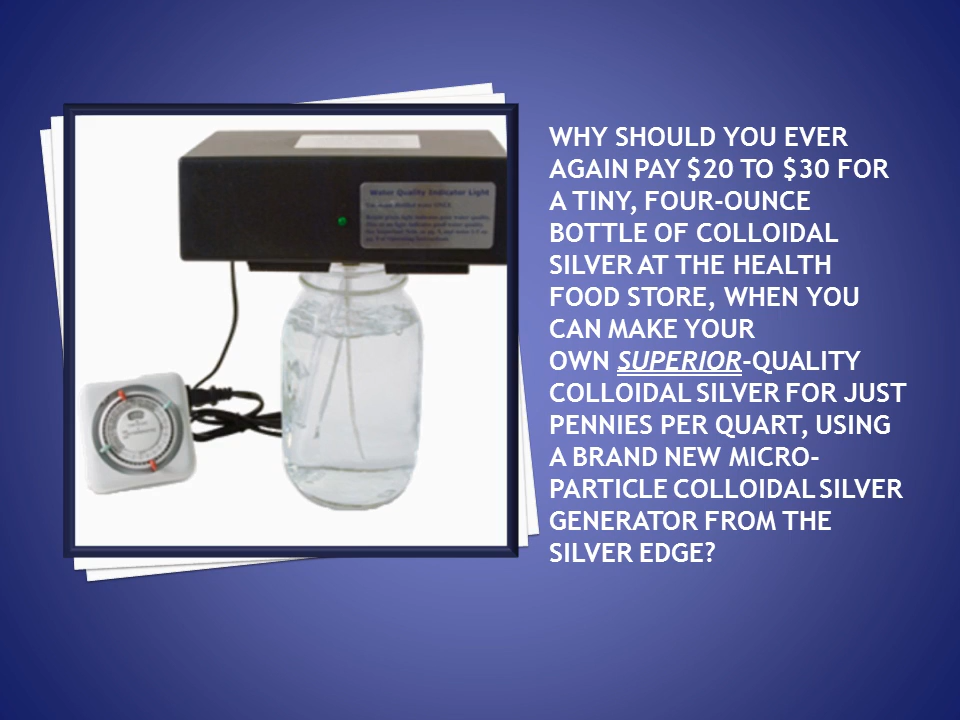 Water Quality Indicator Light
WHY SHOULD YOU EVER
AGAIN PAY $20 TO $30 FOR
A TINY, FOUR-OUNCE
BOTTLE OF COLLOIDAL
SILVER AT THE HEALTH
FOOD STORE, WHEN YOU
CAN MAKE YOUR
OWN SUPERIOR-QUALITY
COLLOIDAL SILVER FOR JUST
PENNIES PER QUART, USING
A BRAND NEW MICRO-
PARTICLE COLLOIDAL SILVER
GENERATOR FROM THE
SILVER EDGE?